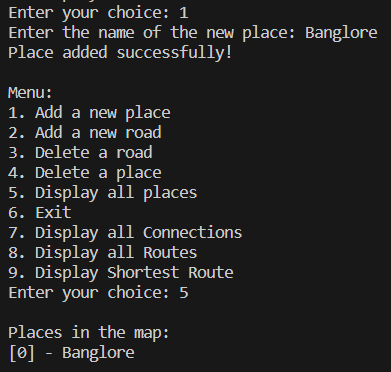 Enter your choice: 1
Enter the name of the new place: Banglore
Place added successfully!
Menu:
1. Add a new place
2. Add a new road
3. Delete a road
4. Delete a place
5. Display all places
6. Exit
7. Display all Connections
8. Display all Routes
9. Display Shortest Route
Enter your choice: 5
Places in the map:
[0] - Banglore